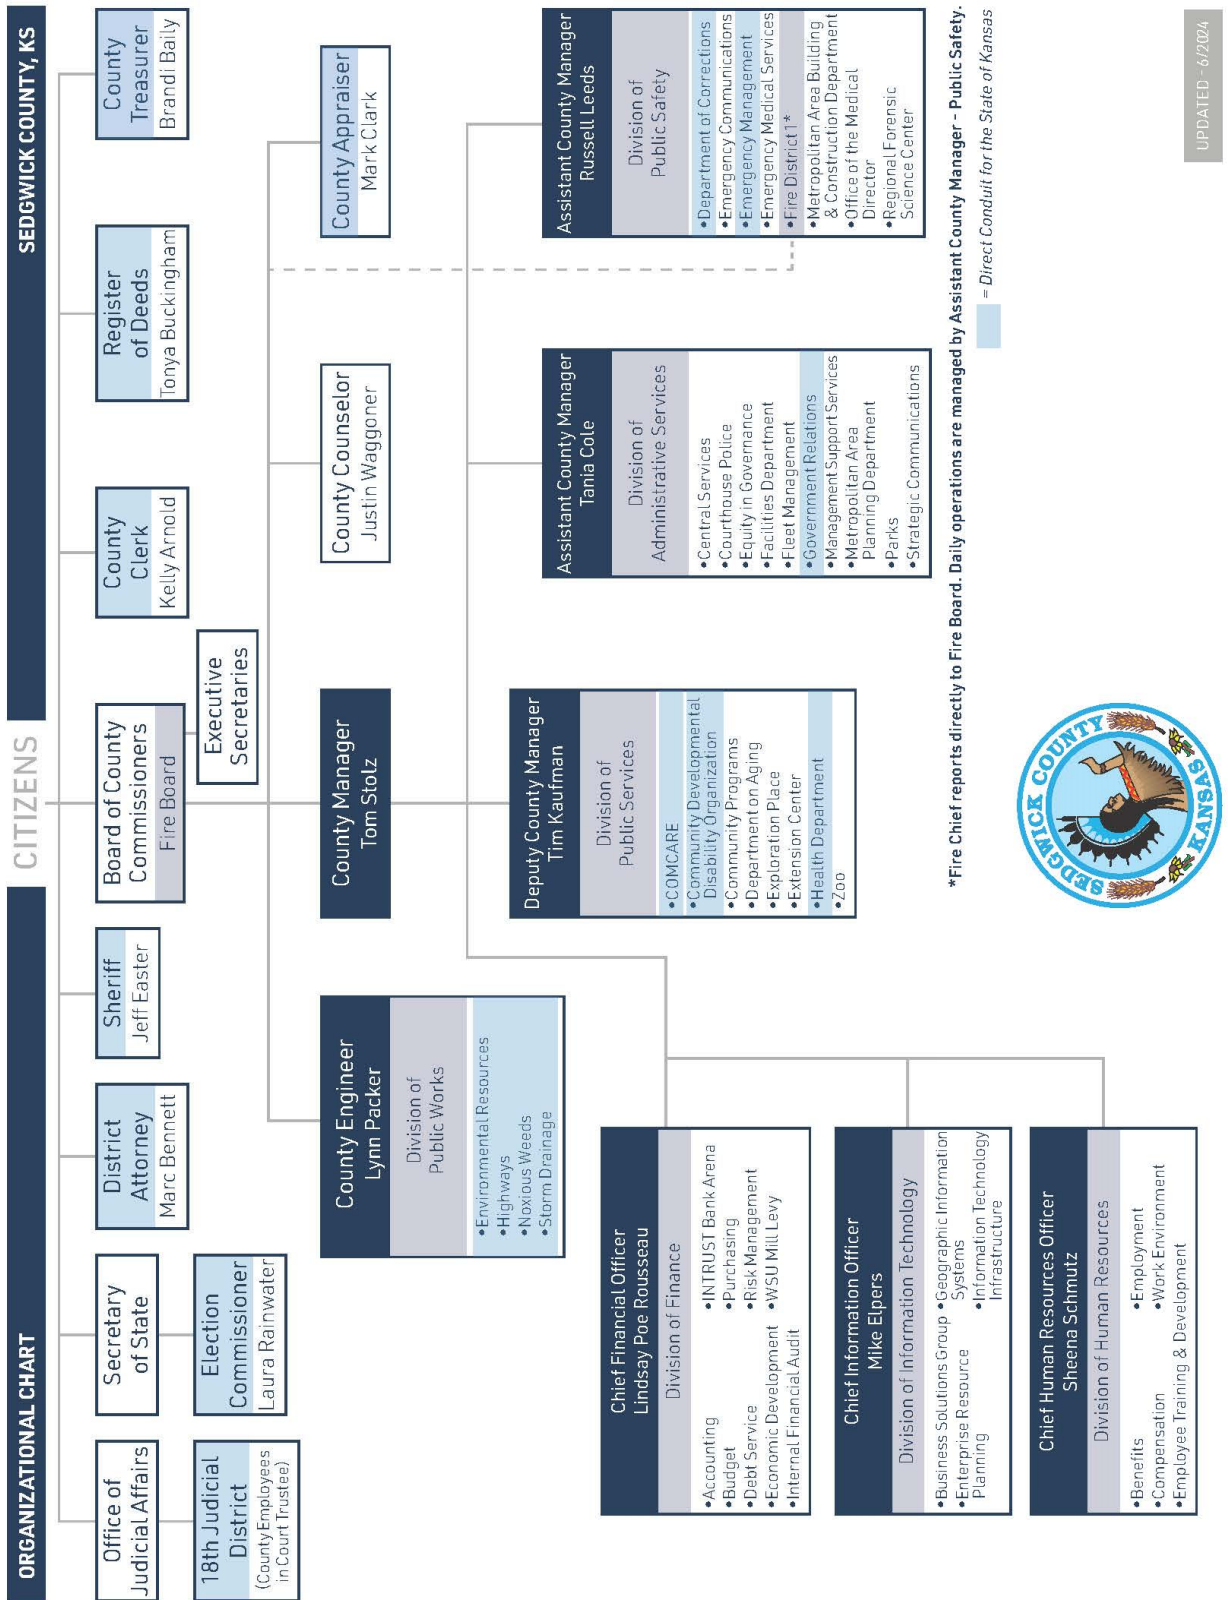 ORGANIZATIONAL CHART
CITIZENS
SEDGWICK COUNTY, KS
Office of
Judicial Affairs
18th Judicial
District
(County Employees
in Court Trustee)
Secretary
of State
Election
Commissioner
Laura Rainwater
District
Attorney
Marc Bennett
Sheriff
Jeff Easter
Board of County
Commissioners
Fire Board
Executive
Secretaries
County
Clerk
Kelly Arnold
Register
of Deeds
Tonya Buckingham
County
Treasurer
Brandi Baily
County Engineer
Lynn Packer
Division of
Public Works
•Environmental Resources
•Highways
•Noxious Weeds
•Storm Drainage
County Manager
Tom Stolz
County Counselor
Justin Waggoner
County Appraiser
Mark Clark
Chief Financial Officer
Lindsay Poe Rousseau
Division of Finance
•Accounting
•Budget
•Debt Service
•Economic Development
•Internal Financial Audit
•INTRUST Bank Arena
•Purchasing
•Risk Management
•WSU Mill Levy
Chief Information Officer
Mike Elpers
Division of Information Technology
•Business Solutions Group
•Enterprise Resource
Planning
•Geographic Information
Systems
•Information Technology
Infrastructure
Chief Human Resources Officer
Sheena Schmutz
Division of Human Resources
•Benefits
•Compensation
•Employee Training & Development
•Employment
•Work Environment
Deputy County Manager
Tim Kaufman
Division of
Public Services
•COMCARE
•Community Developmental
Disability Organization
•Community Programs
•Department on Aging
•Exploration Place
•Extension Center
•Health Department
•Zoo
Assistant County Manager
Tania Cole
Division of
Administrative Services
•Central Services
•Courthouse Police
•Equity in Governance
•Facilities Department
•Fleet Management
•Government Relations
•Management Support Services
•Metropolitan Area
Planning Department
•Parks
•Strategic Communications
Assistant County Manager
Russell Leeds
Division of
Public Safety
•Department of Corrections
•Emergency Communications
•Emergency Management
•Emergency Medical Services
•Fire District 1*
•Metropolitan Area Building
& Construction Department
•Office of the Medical
Director
•Regional Forensic
Science Center
*Fire Chief reports directly to Fire Board. Daily operations are managed by Assistant County Manager - Public Safety.
= Direct Conduit for the State of Kansas
SEDGWICK COUNTY
KANSAS
UPDATED - 6/2024